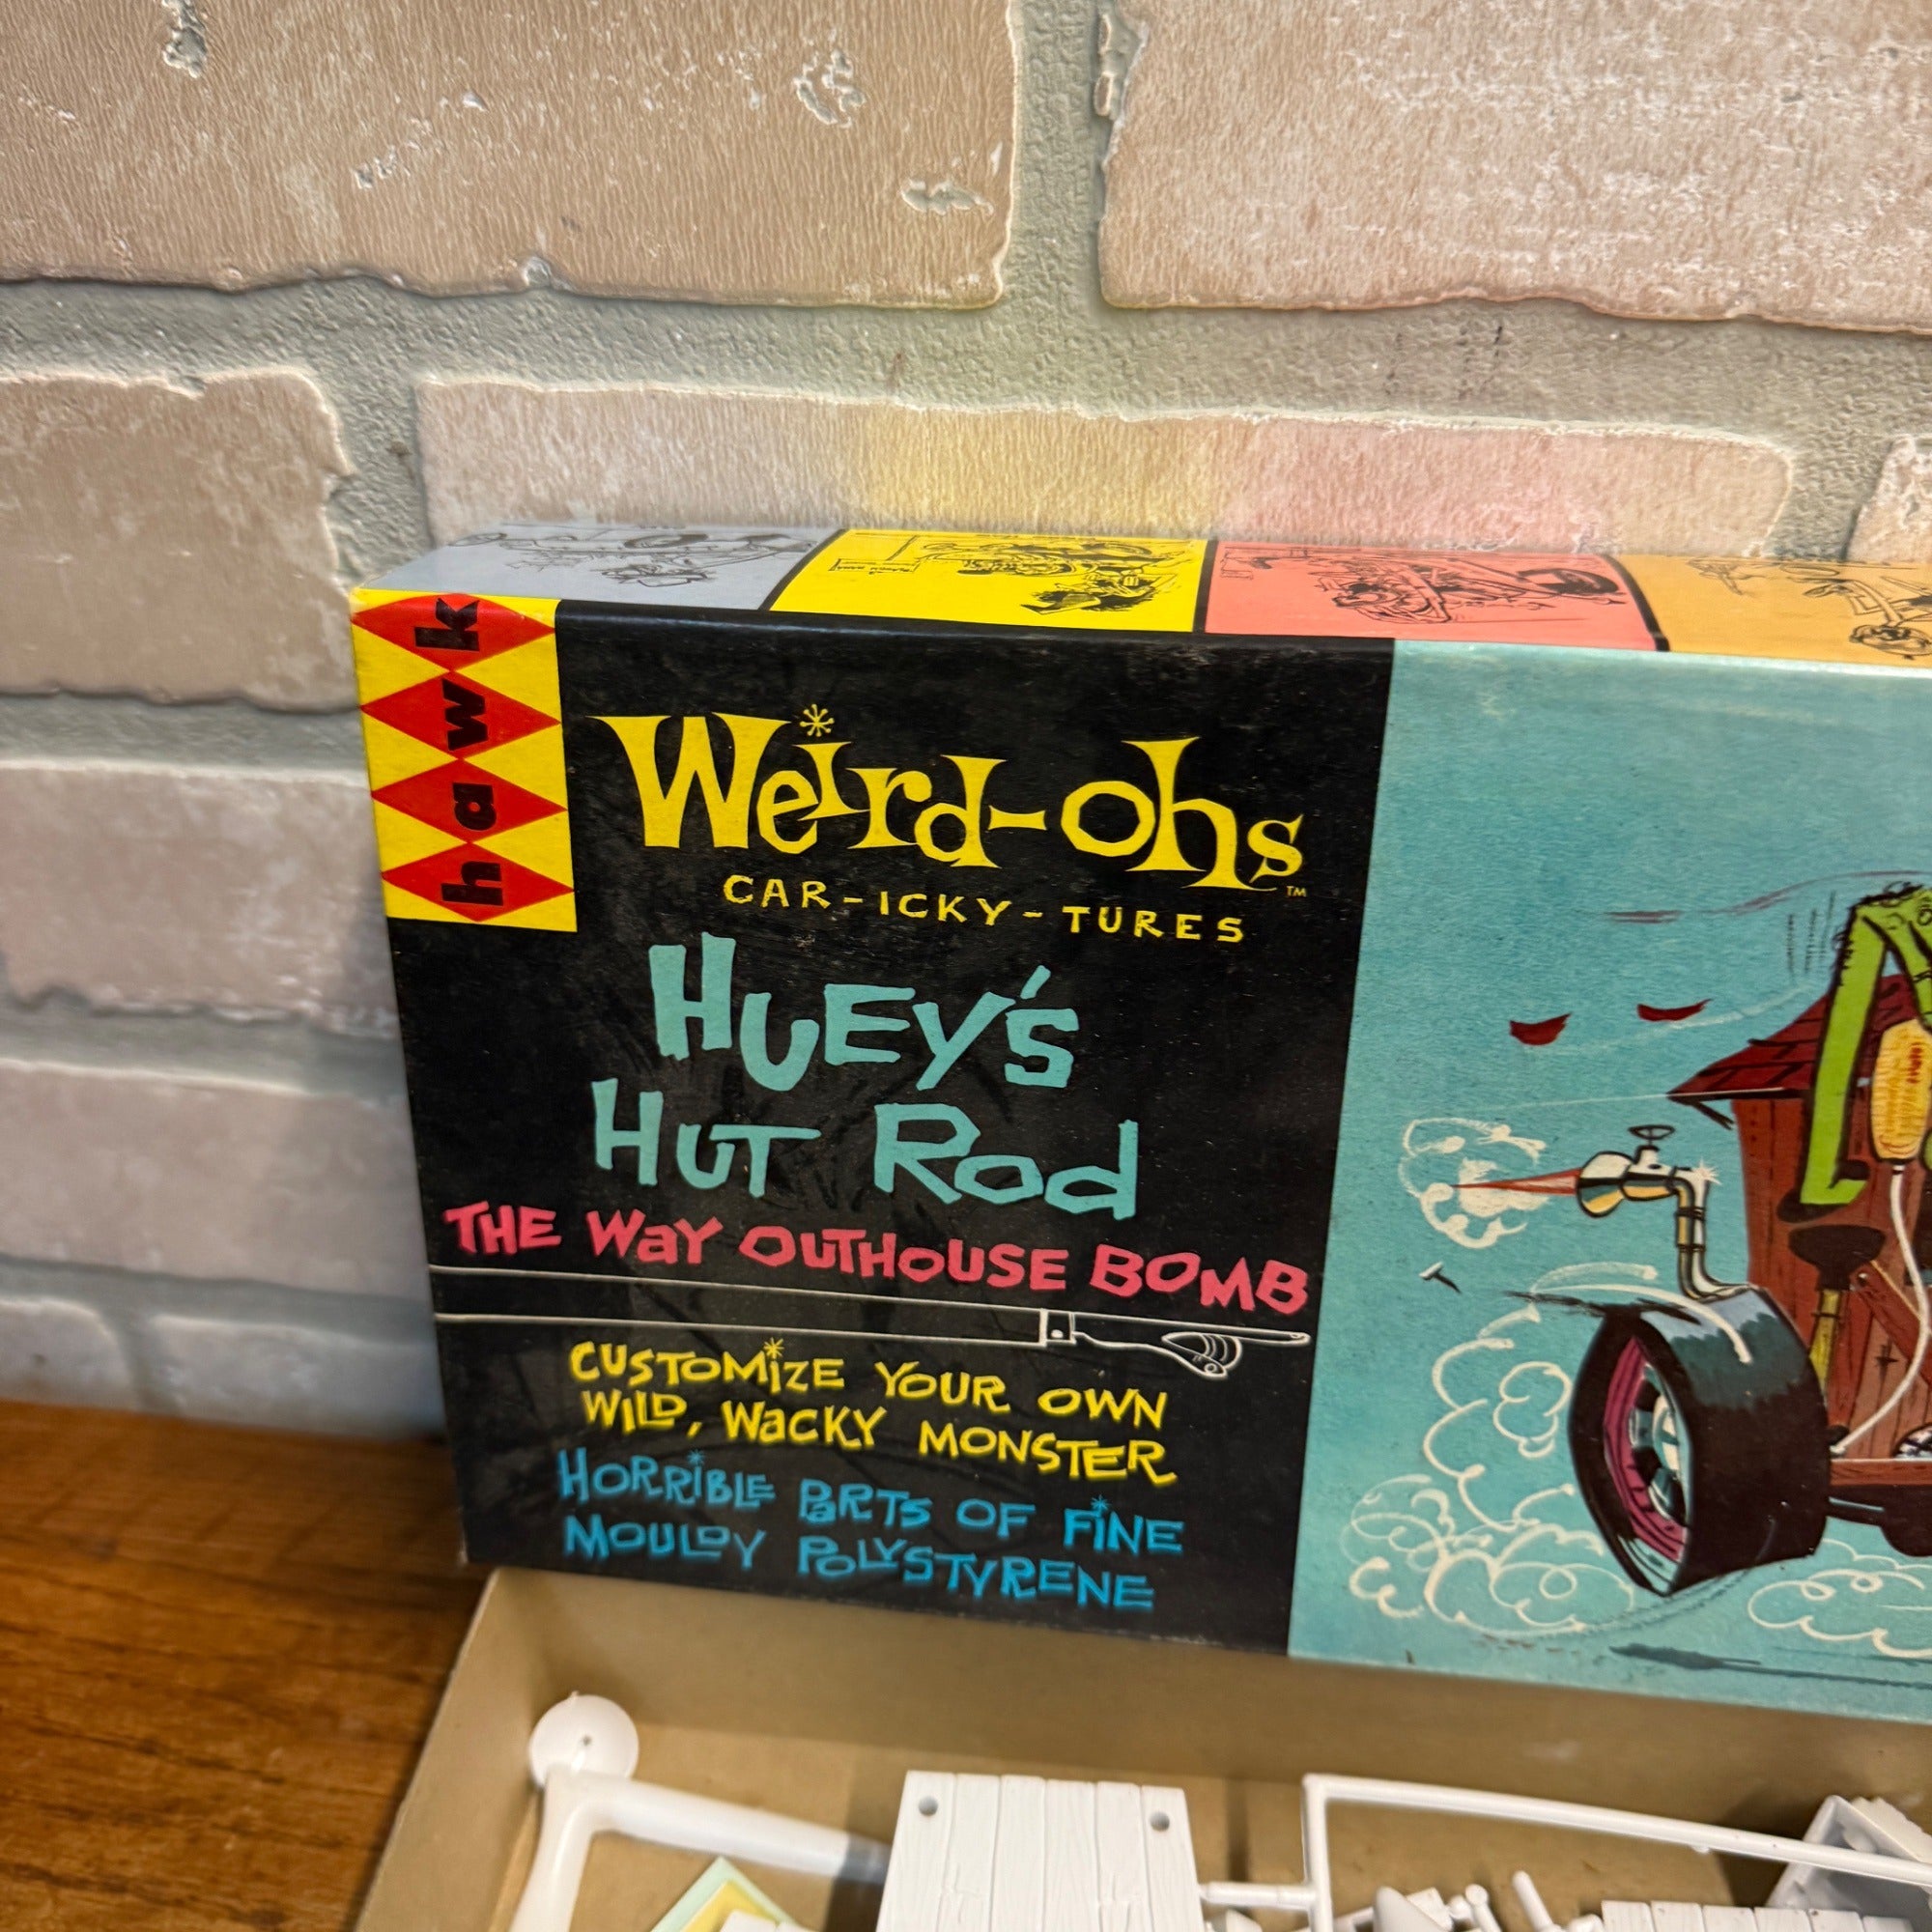 hawk
Weird-ohs™
CAR-ICKY-TURES
HUEY'S
HUT ROD
THE WAY OUTHOUSE BOMB
CUSTOMIZE YOUR OWN
WILD, WACKY MONSTER
HORRIBLE PARTS OF FINE
MOULDY POLYSTYRENE